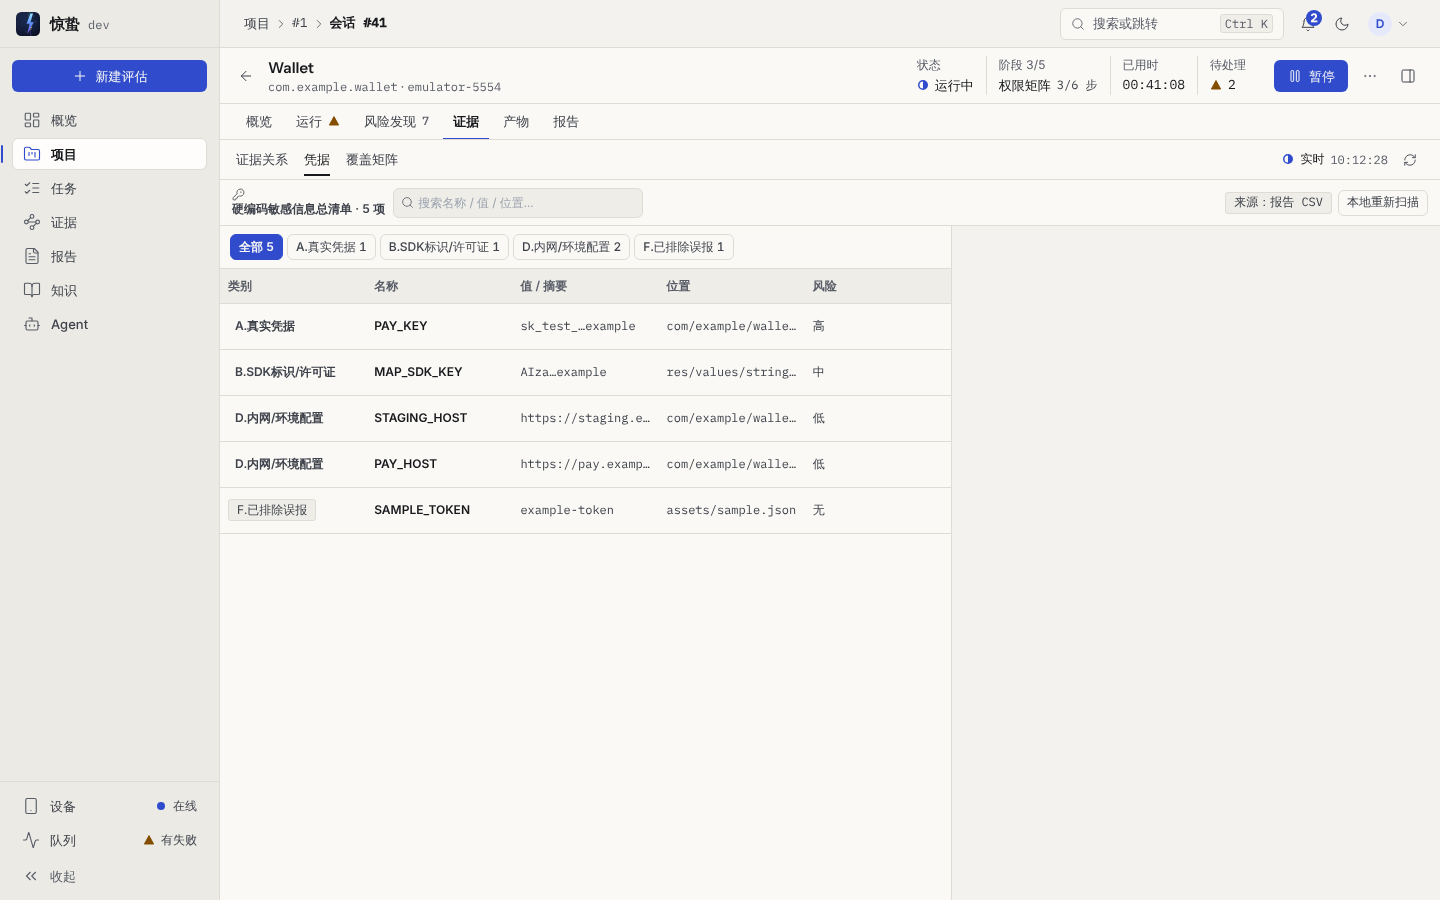 惊蛰 dev
项目 #1 会话 #41
搜索或跳转 Ctrl K
2
D
新建评估
概览
项目
任务
证据
报告
知识
Agent
设备 在线
队列 有失败
收起
Wallet
com.example.wallet · emulator-5554
状态
运行中
阶段 3/5
权限矩阵 3/6 步
已用时
00:41:08
待处理
2
暂停
概览 运行 风险发现 7 证据 产物 报告
证据关系 凭据 覆盖矩阵
实时 10:12:28
硬编码敏感信息总清单 · 5 项
搜索名称 / 值 / 位置...
来源：报告 CSV
本地重新扫描
全部 5 A.真实凭据 1 B.SDK标识/许可证 1 D.内网/环境配置 2 F.已排除误报 1
类别 名称 值 / 摘要 位置 风险
A.真实凭据 PAY_KEY sk_test_…example com/example/walle… 高
B.SDK标识/许可证 MAP_SDK_KEY AIza…example res/values/string… 中
D.内网/环境配置 STAGING_HOST https://staging.e… com/example/walle… 低
D.内网/环境配置 PAY_HOST https://pay.examp… com/example/walle… 低
F.已排除误报 SAMPLE_TOKEN example-token assets/sample.json 无